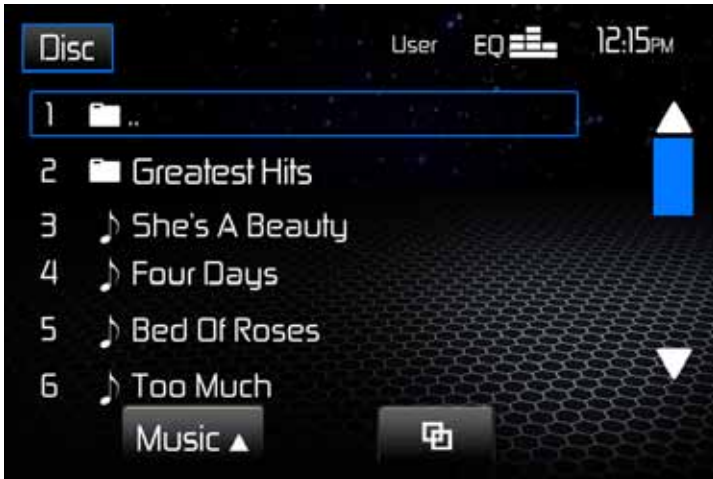 Disc User EQ 12:15PM
1 ..
2 Greatest Hits
3 She's A Beauty
4 Four Days
5 Bed Of Roses
6 Too Much
Music ▲